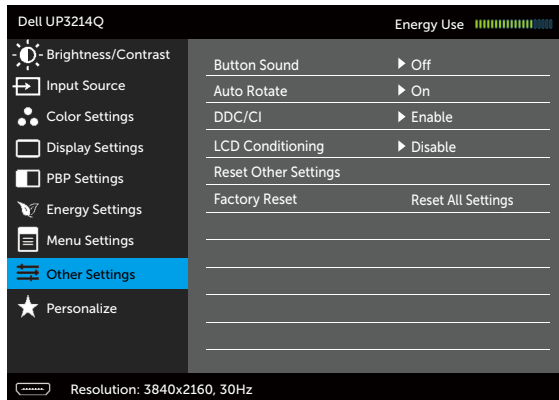 Dell UP3214Q
Energy Use
Brightness/Contrast
Input Source
Color Settings
Display Settings
PBP Settings
Energy Settings
Menu Settings
Other Settings
Personalize
Button Sound Off
Auto Rotate On
DDC/CI Enable
LCD Conditioning Disable
Reset Other Settings
Factory Reset Reset All Settings
Resolution: 3840x2160, 30Hz